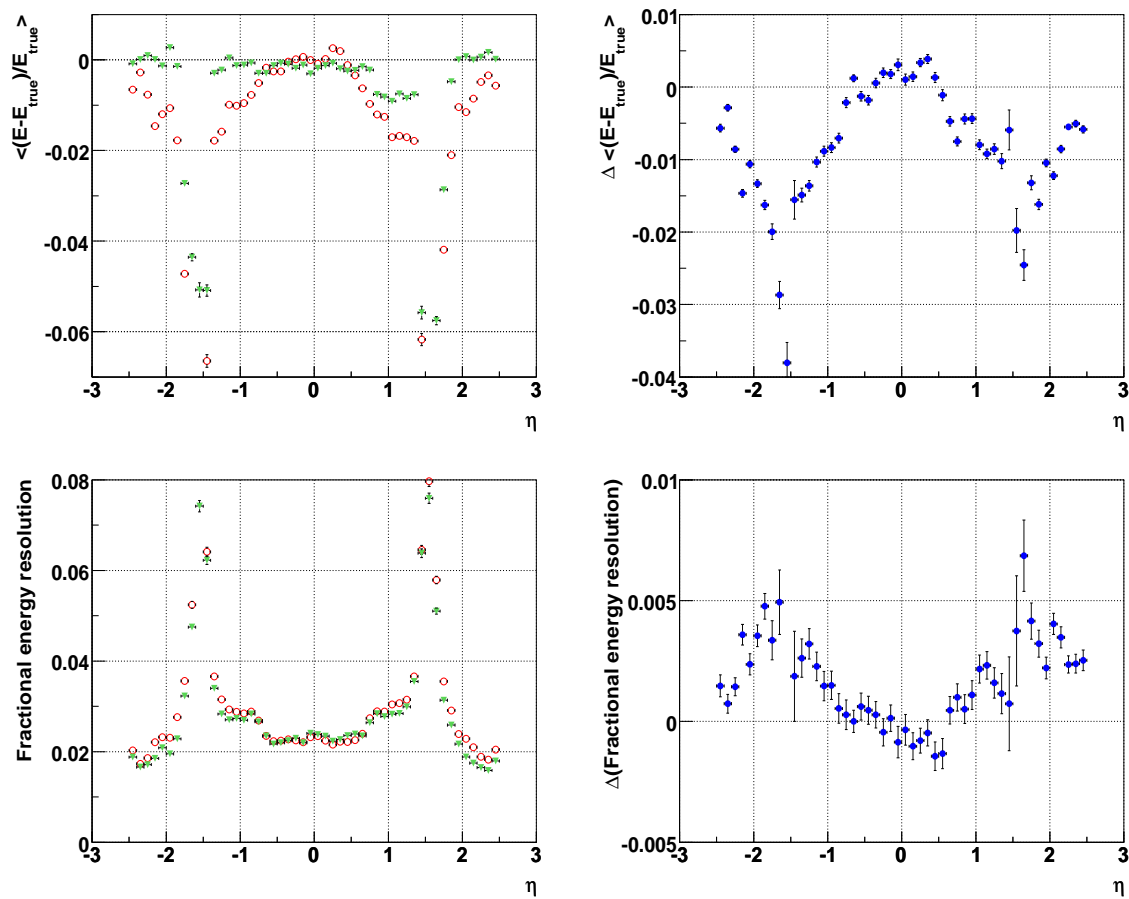 <(E-E_true)/E_true>
0
-0.02
-0.04
-0.06
-3 -2 -1 0 1 2 3
η
Δ <(E-E_true)/E_true>
0.01
0
-0.01
-0.02
-0.03
-0.04
-3 -2 -1 0 1 2 3
η
Fractional energy resolution
0.08
0.06
0.04
0.02
0
-3 -2 -1 0 1 2 3
η
Δ(Fractional energy resolution)
0.01
0.005
0
-0.005
-3 -2 -1 0 1 2 3
η